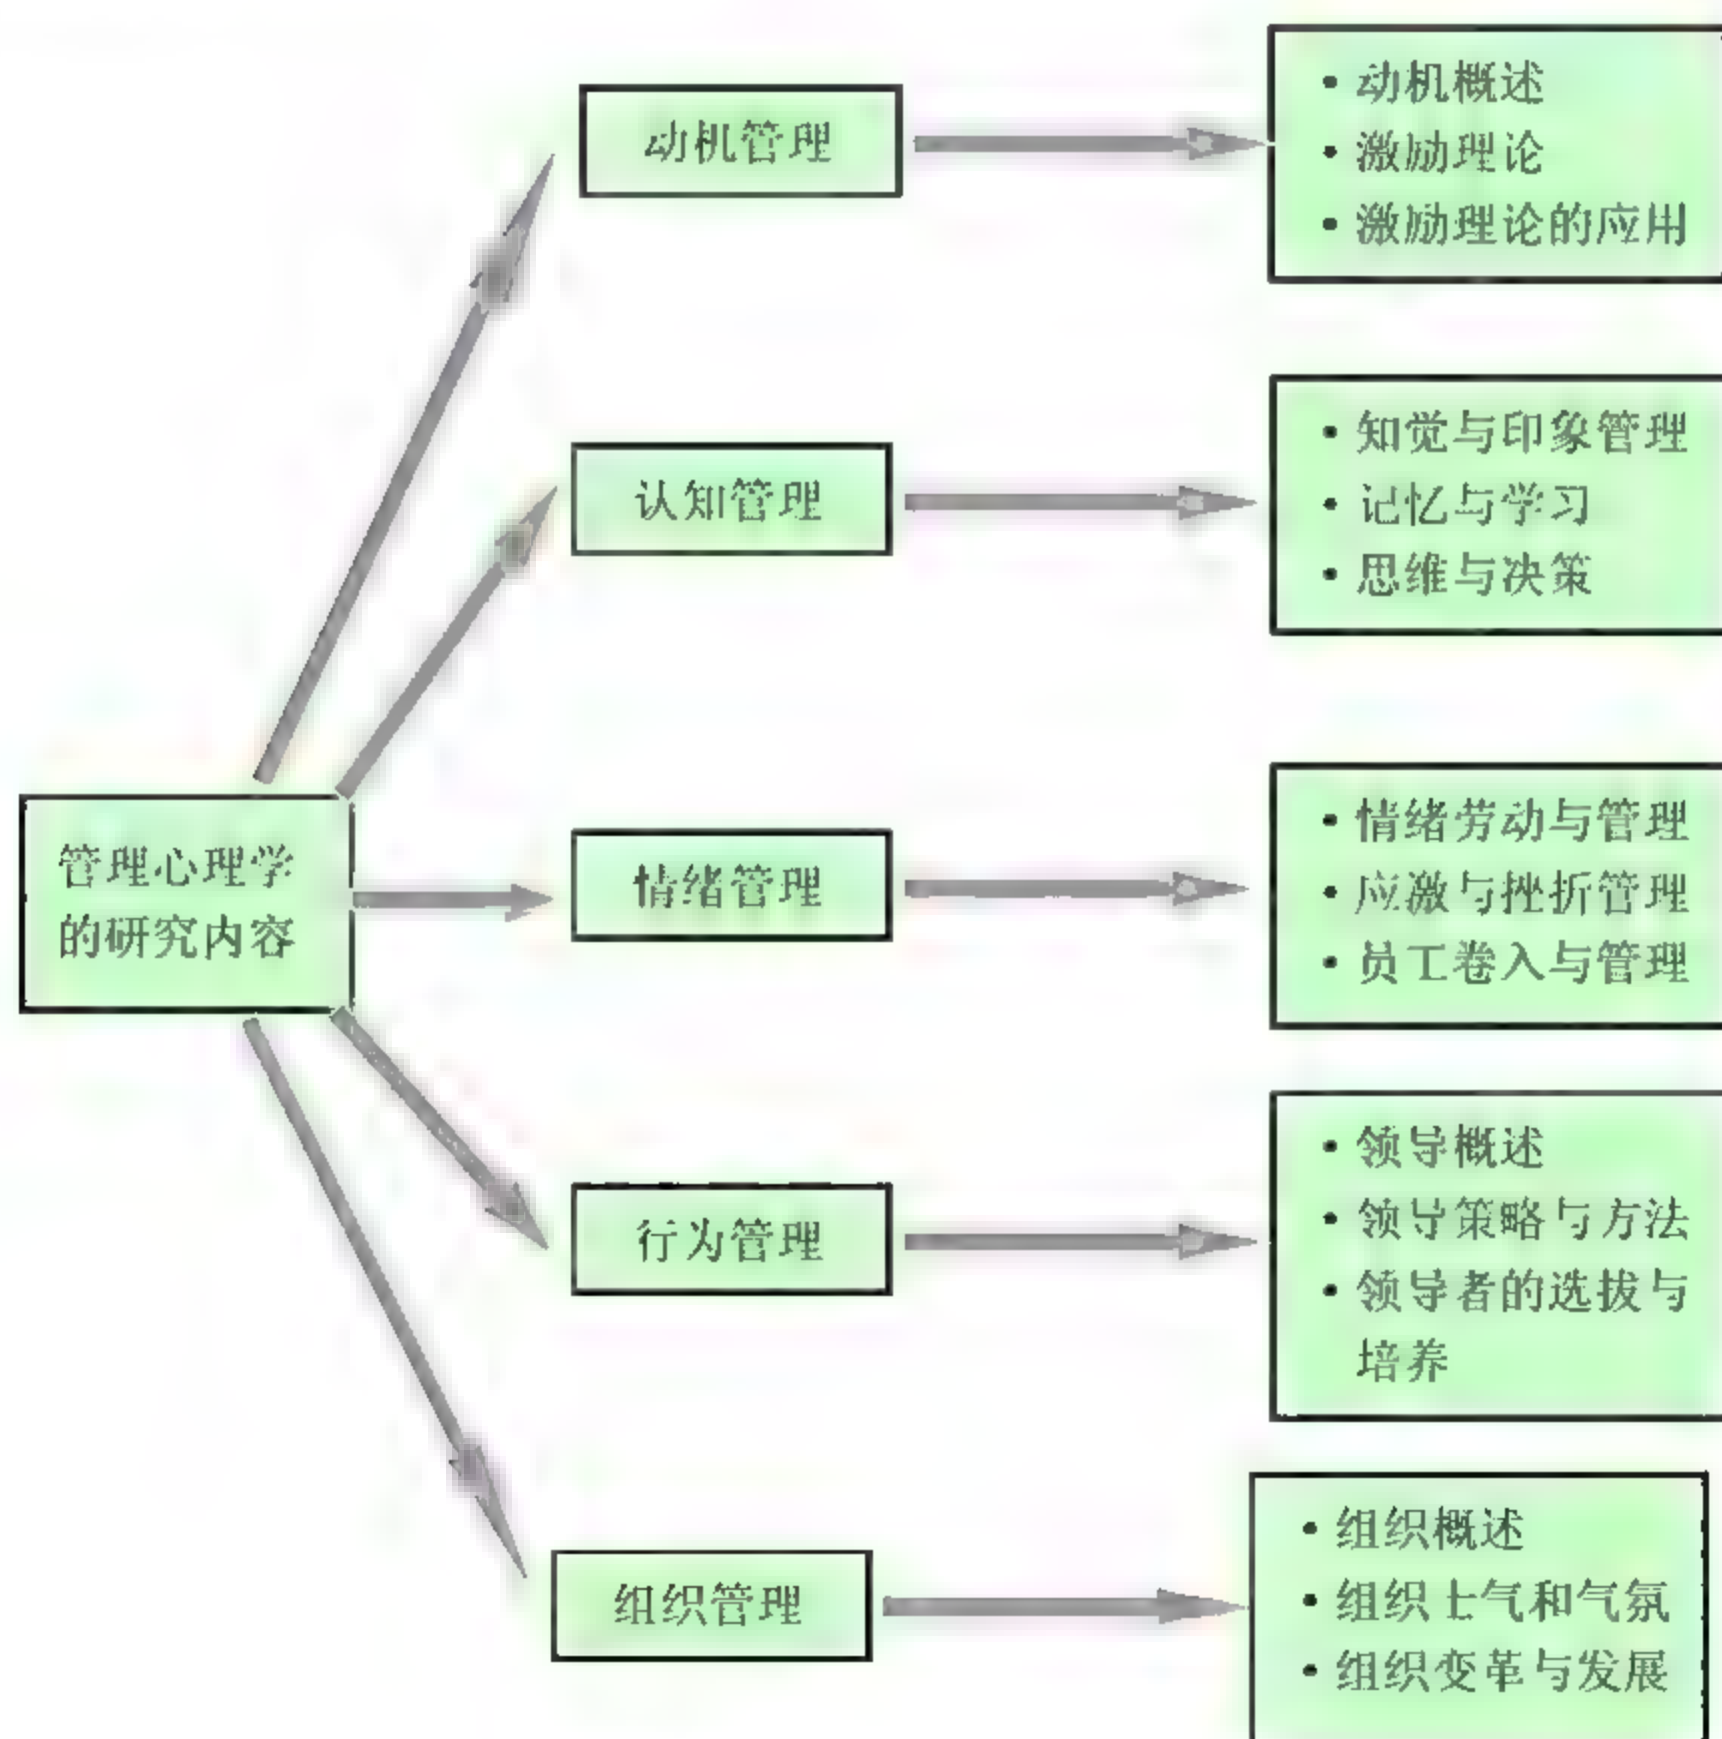 动机管理
• 动机概述
• 激励理论
• 激励理论的应用
认知管理
• 知觉与印象管理
• 记忆与学习
• 思维与决策
管理心理学
的研究内容
情绪管理
• 情绪劳动与管理
• 应激与挫折管理
• 员工卷入与管理
行为管理
• 领导概述
• 领导策略与方法
• 领导者的选拔与
培养
组织管理
• 组织概述
• 组织士气和气氛
• 组织变革与发展